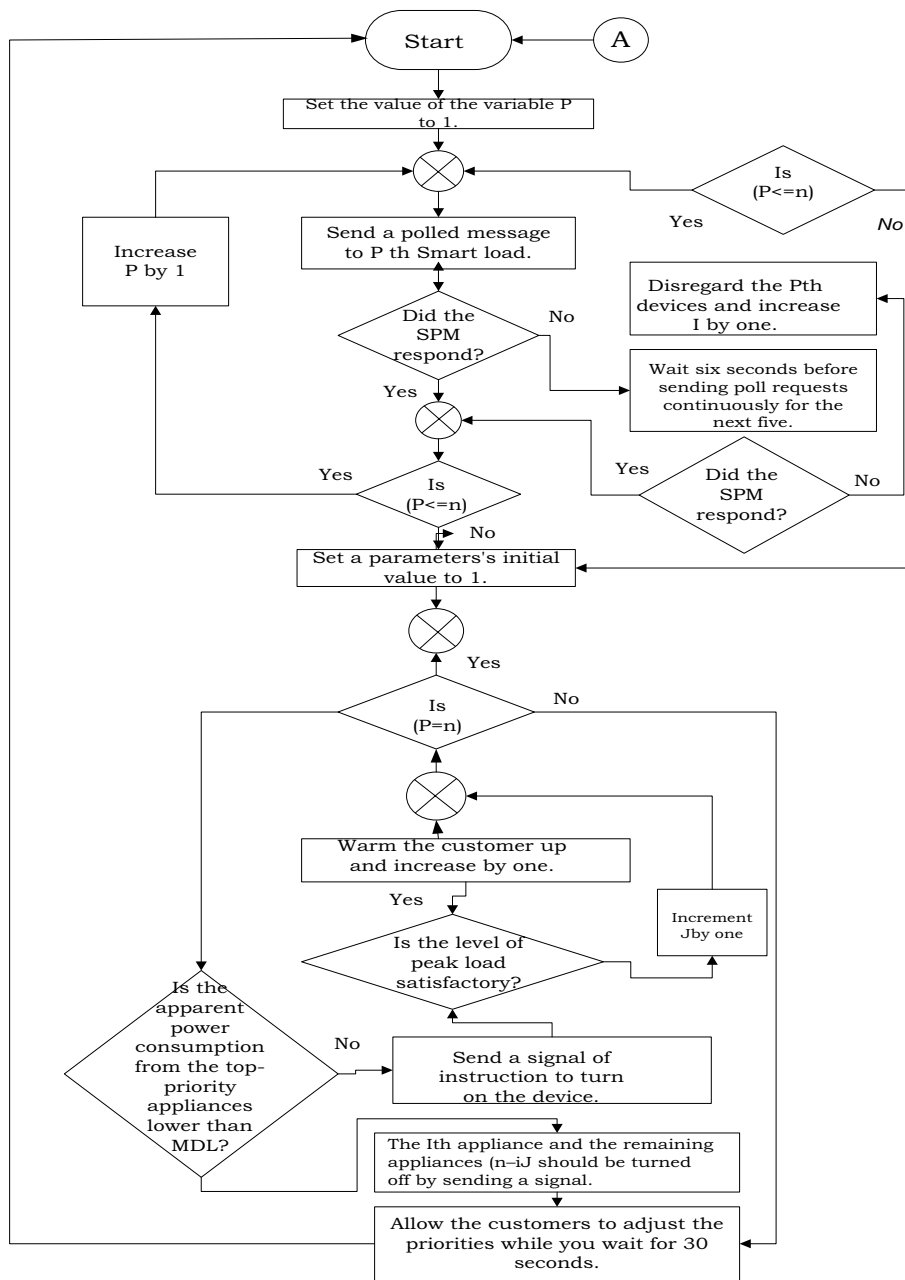 Start
A
Set the value of the variable P
to 1.
Is
(P<=n)
Yes
No
Increase
P by 1
Send a polled message
to P th Smart load.
Disregard the Pth
devices and increase
I by one.
Did the
SPM
respond?
No
Yes
Wait six seconds before
sending poll requests
continuously for the
next five.
Yes
Did the
SPM
respond?
No
Yes
Is
(P<=n)
No
Set a parameters's initial
value to 1.
Yes
Is
(P=n)
No
Warm the customer up
and increase by one.
Yes
Increment
Jby one
Is the level of
peak load
satisfactory?
Is the
apparent
power
consumption
from the top-
priority
appliances
lower than
MDL?
No
Send a signal of
instruction to turn
on the device.
The Ith appliance and the remaining
appliances (n–iJ should be turned
off by sending a signal.
Allow the customers to adjust the
priorities while you wait for 30
seconds.